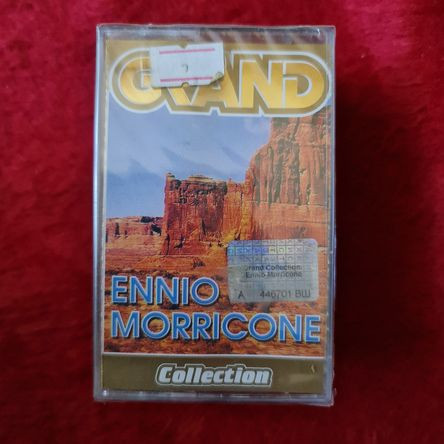 GRAND
Grand Collection
Ennio Morricone
A 446701 ВШ
ENNIO
MORRICONE
Collection